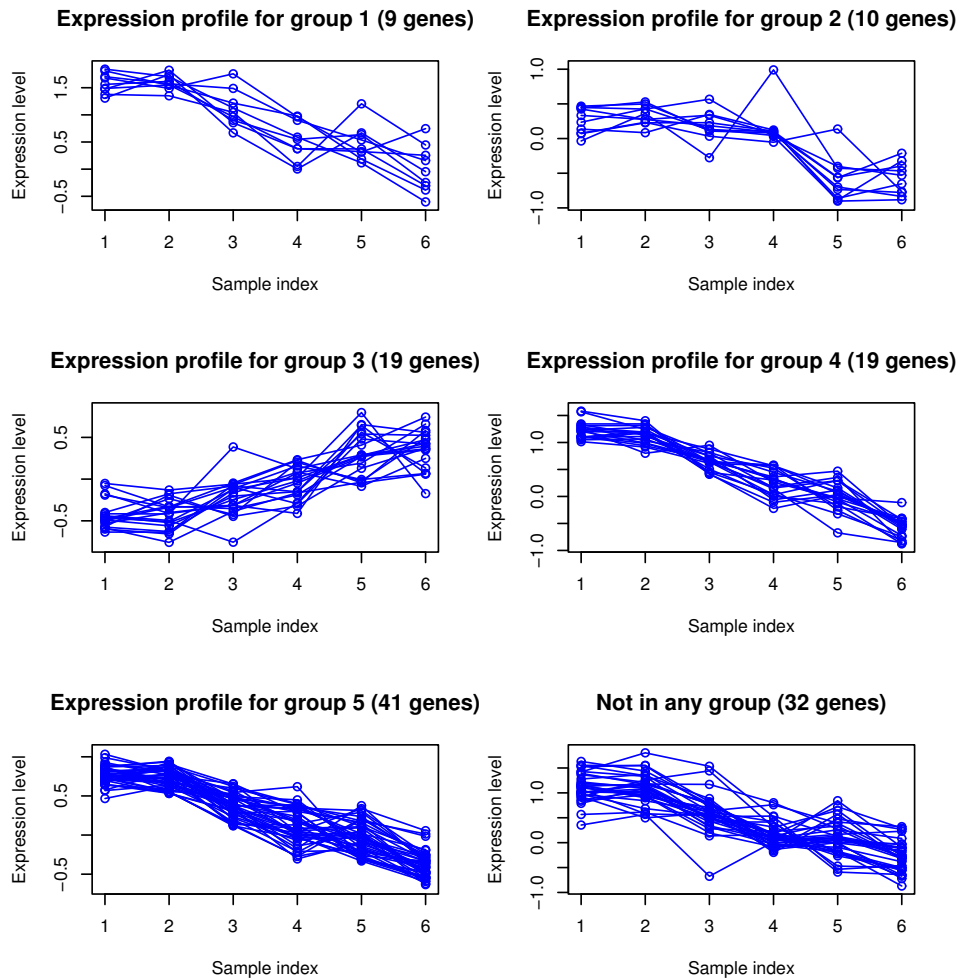 Expression profile for group 1 (9 genes)
Expression level
1.5
0.5
−0.5
1 2 3 4 5 6
Sample index
Expression profile for group 2 (10 genes)
Expression level
1.0
0.0
−1.0
1 2 3 4 5 6
Sample index
Expression profile for group 3 (19 genes)
Expression level
0.5
−0.5
1 2 3 4 5 6
Sample index
Expression profile for group 4 (19 genes)
Expression level
1.0
0.0
−1.0
1 2 3 4 5 6
Sample index
Expression profile for group 5 (41 genes)
Expression level
0.5
−0.5
1 2 3 4 5 6
Sample index
Not in any group (32 genes)
Expression level
1.0
0.0
−1.0
1 2 3 4 5 6
Sample index